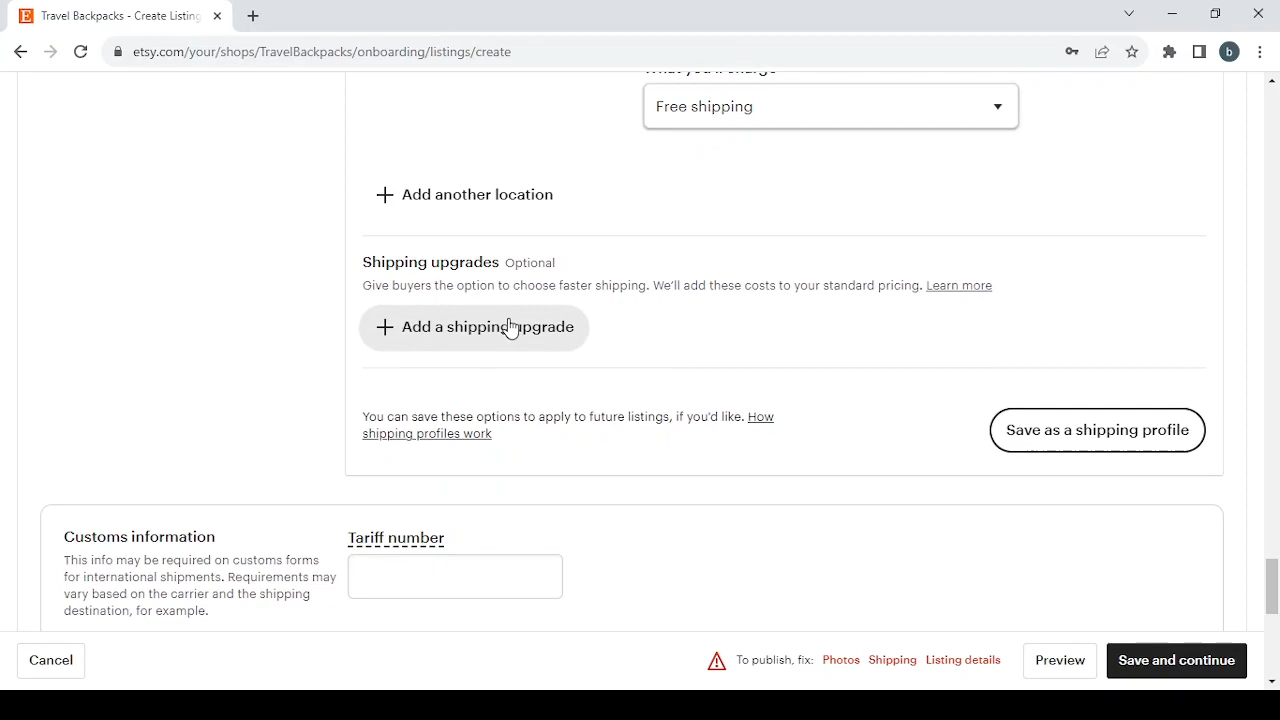 Travel Backpacks - Create Listing
etsy.com/your/shops/TravelBackpacks/onboarding/listings/create
b
Free shipping
Add another location
Shipping upgrades Optional
Give buyers the option to choose faster shipping. We'll add these costs to your standard pricing. Learn more
Add a shipping upgrade
You can save these options to apply to future listings, if you'd like. How
shipping profiles work
Save as a shipping profile
Customs information
This info may be required on customs forms
for international shipments. Requirements may
vary based on the carrier and the shipping
destination, for example.
Tariff number
Cancel
To publish, fix: Photos Shipping Listing details
Preview
Save and continue